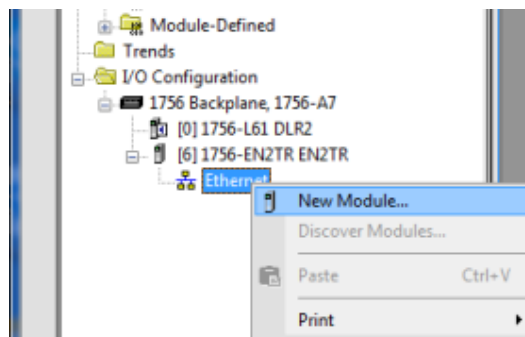 Module-Defined
Trends
I/O Configuration
1756 Backplane, 1756-A7
[0] 1756-L61 DLR2
[6] 1756-EN2TR EN2TR
Ethernet
New Module...
Discover Modules...
Paste Ctrl+V
Print